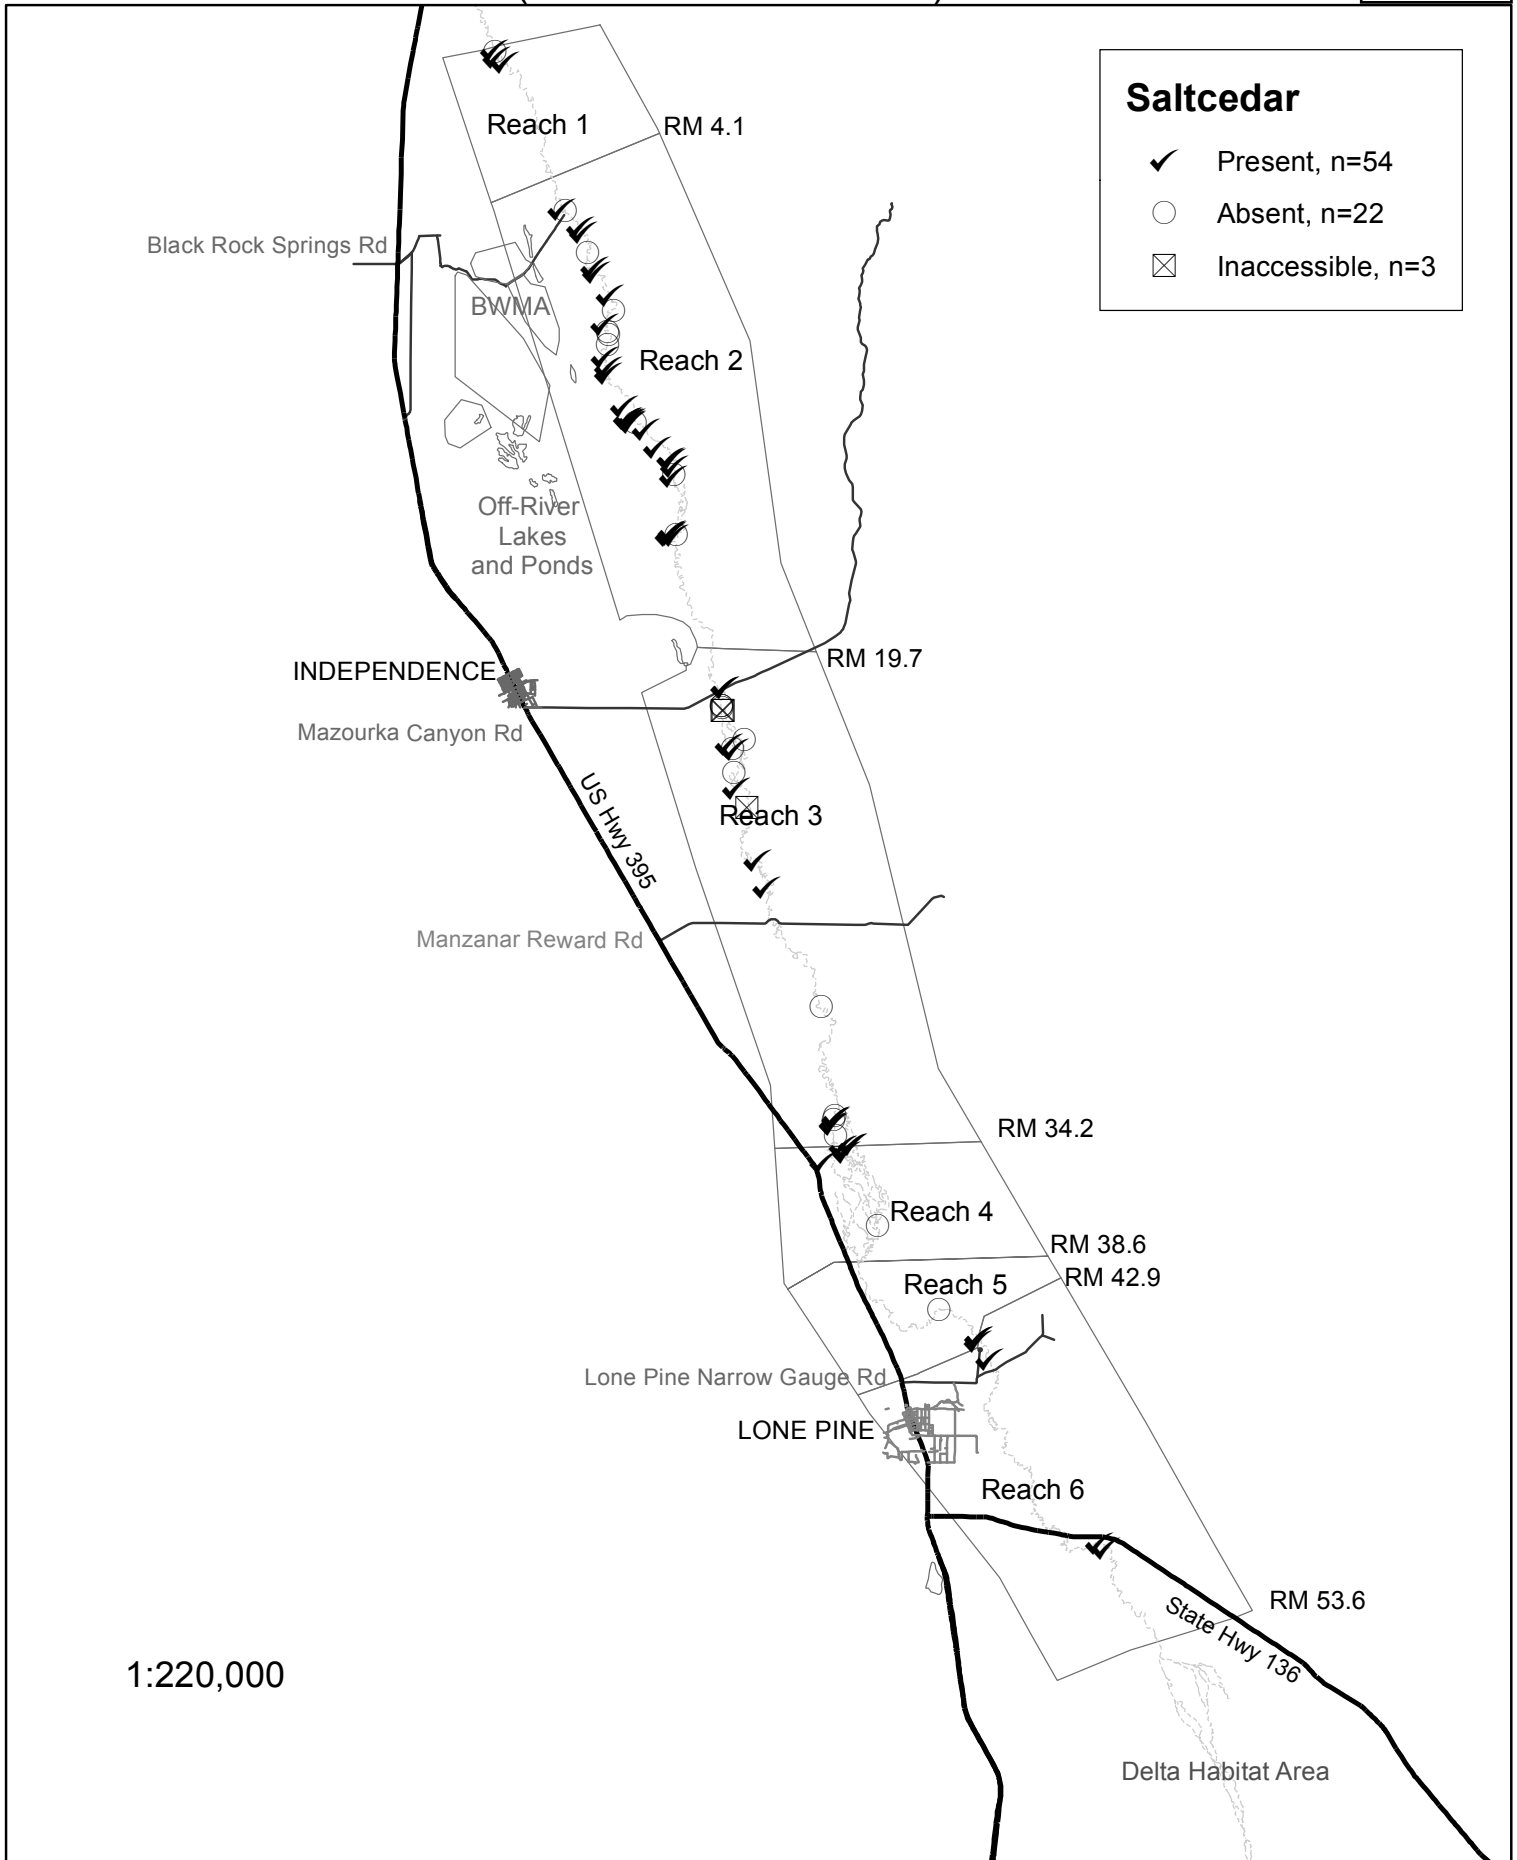 Saltcedar
Present, n=54
Absent, n=22
Inaccessible, n=3
Reach 1
RM 4.1
Black Rock Springs Rd
BWMA
Reach 2
Off-River
Lakes
and Ponds
RM 19.7
INDEPENDENCE
Mazourka Canyon Rd
US Hwy 395
Reach 3
Manzanar Reward Rd
RM 34.2
Reach 4
RM 38.6
RM 42.9
Reach 5
Lone Pine Narrow Gauge Rd
LONE PINE
Reach 6
RM 53.6
State Hwy 136
1:220,000
Delta Habitat Area